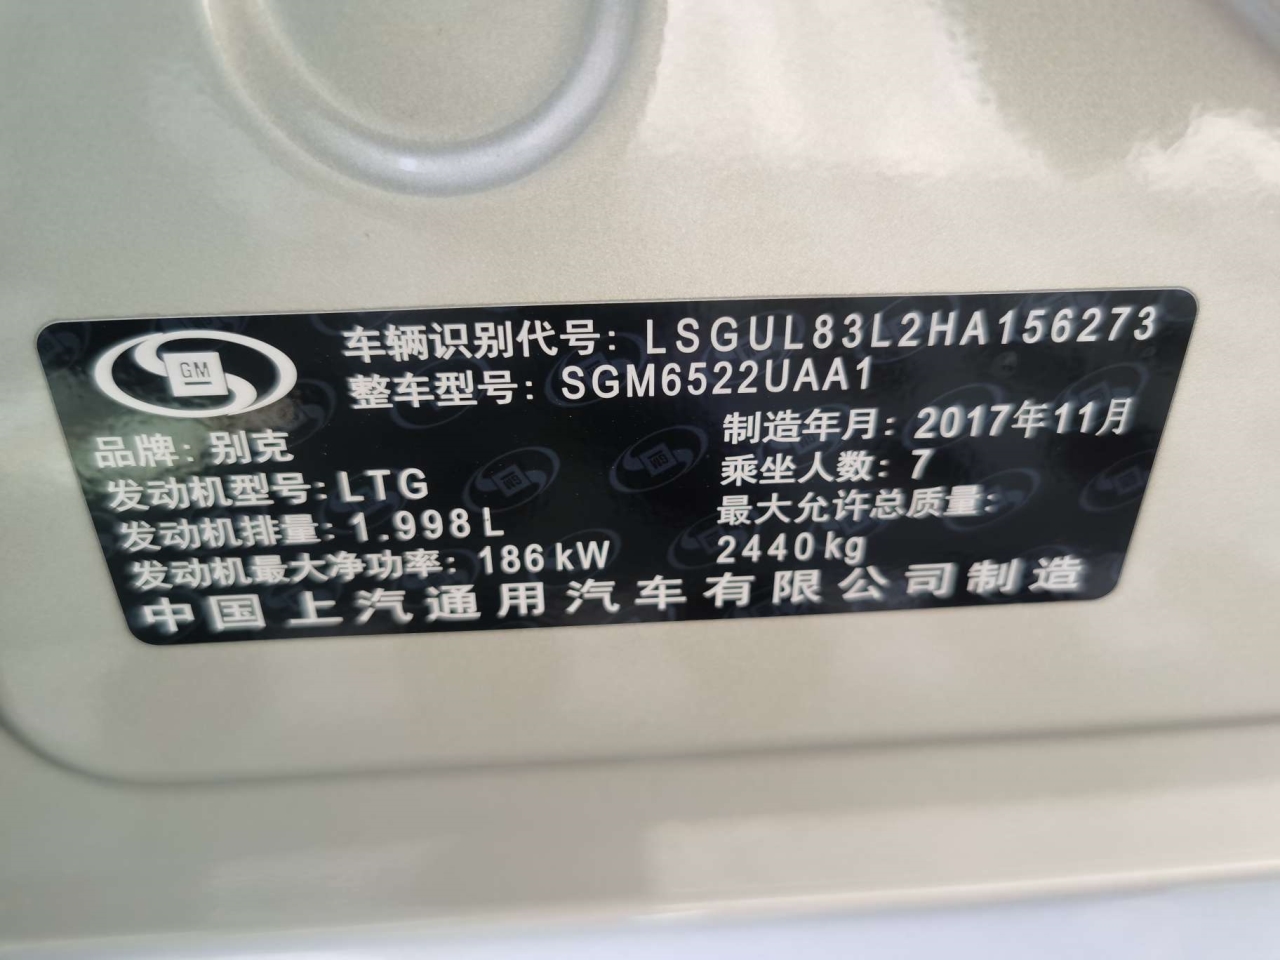 GM
车辆识别代号: LSGUL83L2HA156273
整车型号: SGM6522UAA1
品牌: 别克
制造年月: 2017年11月
发动机型号: LTG
乘坐人数: 7
发动机排量: 1.998L
最大允许总质量:
2440kg
发动机最大净功率: 186kW
中国上汽通用汽车有限公司制造